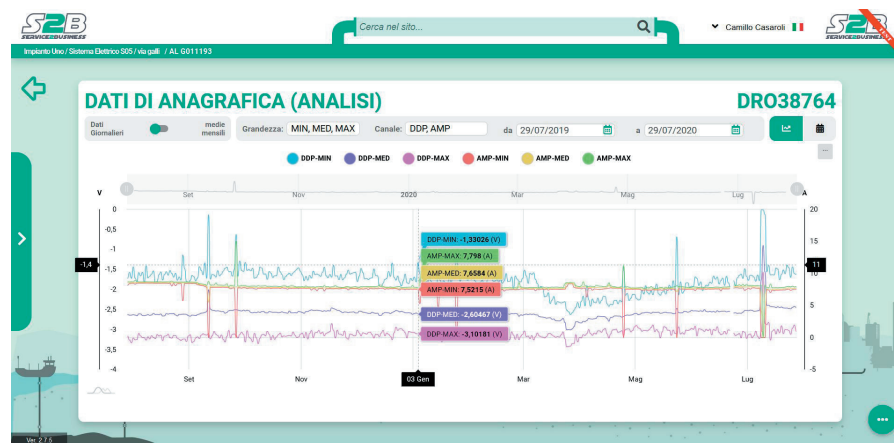 S2B
SERVICE2BUSINESS
Cerca nel sito...
Camillo Casaroli
S2B
Impianto Uno / Sistema Elettrico S05 / via galli / AL G011193
DATI DI ANAGRAFICA (ANALISI)
DRO38764
Dati Giornalieri
medie mensili
Grandezza: MIN, MED, MAX
Canale: DDP, AMP
da 29/07/2019
a 29/07/2020
DDP-MIN DDP-MED DDP-MAX AMP-MIN AMP-MED AMP-MAX
V
A
Set Nov 2020 Mar Mag Lug
0
-0,5
-1
-1,4
-1,5
-2
-2,5
-3
-3,5
-4
DDP-MIN: -1,33026 (V)
AMP-MAX: 7,798 (A)
AMP-MED: 7,6584 (A)
AMP-MIN: 7,5215 (A)
DDP-MED: -2,60467 (V)
DDP-MAX: -3,10181 (V)
20
15
11
10
5
0
-5
Set Nov 03 Gen Mar Mag Lug
Ver. 2.7.5